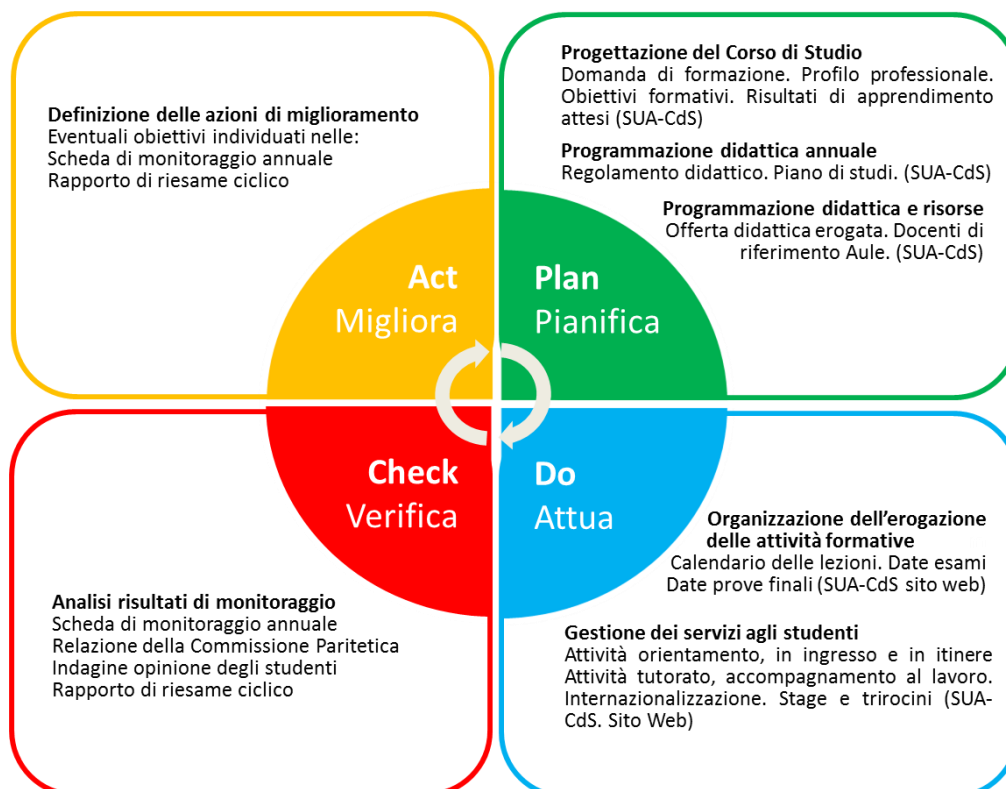 Definizione delle azioni di miglioramento
Eventuali obiettivi individuati nelle:
Scheda di monitoraggio annuale
Rapporto di riesame ciclico
Progettazione del Corso di Studio
Domanda di formazione. Profilo professionale.
Obiettivi formativi. Risultati di apprendimento
attesi (SUA-CdS)
Programmazione didattica annuale
Regolamento didattico. Piano di studi. (SUA-CdS)
Programmazione didattica e risorse
Offerta didattica erogata. Docenti di
riferimento Aule. (SUA-CdS)
Act
Migliora
Plan
Pianifica
Check
Verifica
Do
Attua
Analisi risultati di monitoraggio
Scheda di monitoraggio annuale
Relazione della Commissione Paritetica
Indagine opinione degli studenti
Rapporto di riesame ciclico
Organizzazione dell’erogazione
delle attività formative
Calendario delle lezioni. Date esami
Date prove finali (SUA-CdS sito web)
Gestione dei servizi agli studenti
Attività orientamento, in ingresso e in itinere
Attività tutorato, accompagnamento al lavoro.
Internazionalizzazione. Stage e trirocini (SUA-
CdS. Sito Web)